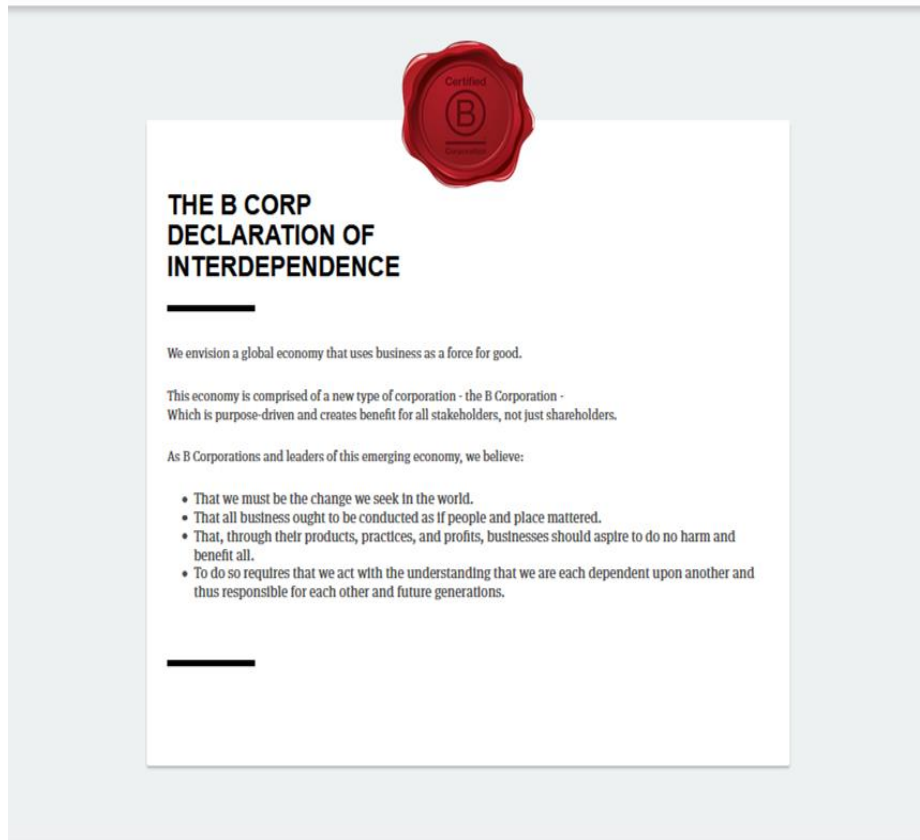 Certified
B
Corporation
THE B CORP
DECLARATION OF
INTERDEPENDENCE
We envision a global economy that uses business as a force for good.
This economy is comprised of a new type of corporation - the B Corporation -
Which is purpose-driven and creates benefit for all stakeholders, not just shareholders.
As B Corporations and leaders of this emerging economy, we believe:
• That we must be the change we seek in the world.
• That all business ought to be conducted as if people and place mattered.
• That, through their products, practices, and profits, businesses should aspire to do no harm and
benefit all.
• To do so requires that we act with the understanding that we are each dependent upon another and
thus responsible for each other and future generations.